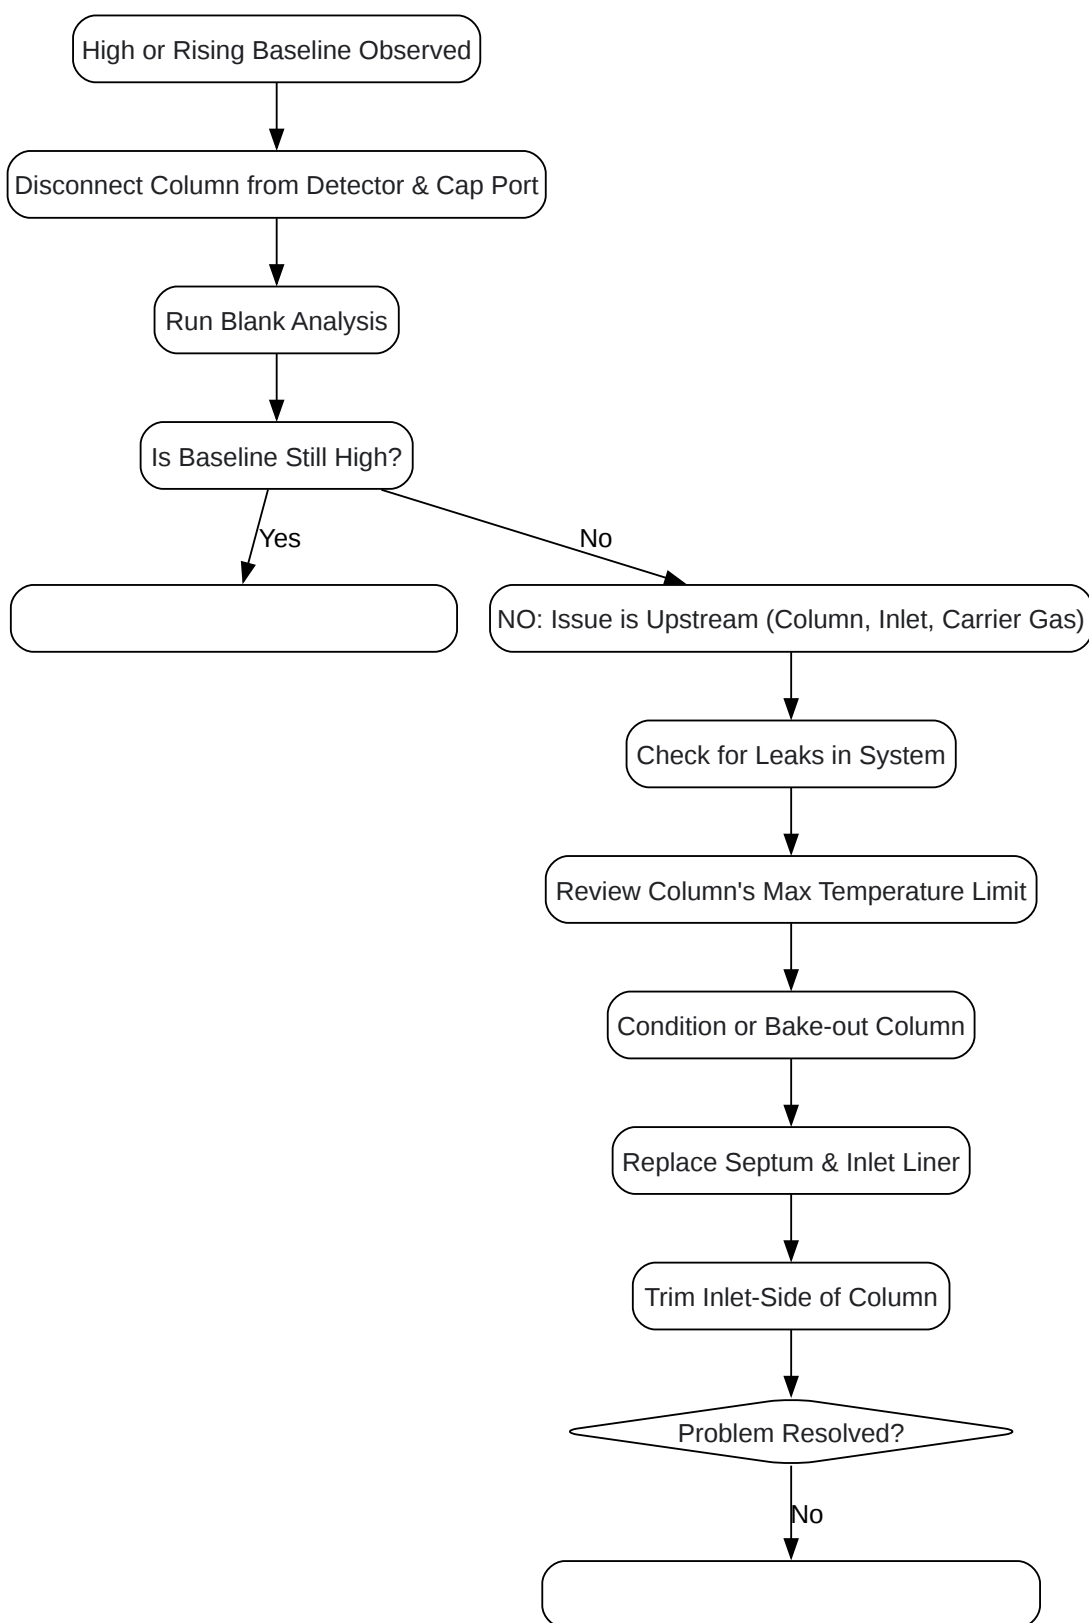 High or Rising Baseline Observed
Disconnect Column from Detector & Cap Port
Run Blank Analysis
Is Baseline Still High?
Yes
No
NO: Issue is Upstream (Column, Inlet, Carrier Gas)
Check for Leaks in System
Review Column's Max Temperature Limit
Condition or Bake-out Column
Replace Septum & Inlet Liner
Trim Inlet-Side of Column
Problem Resolved?
No